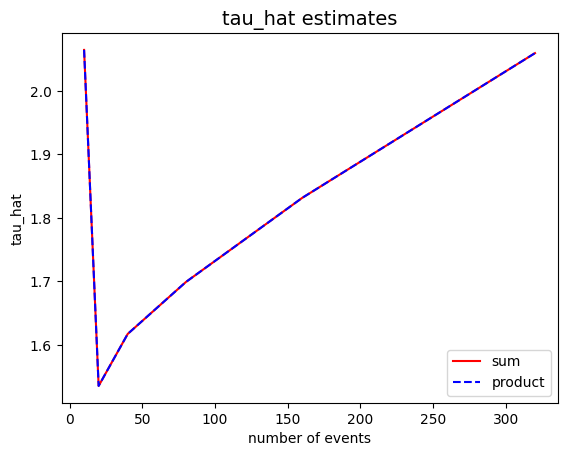 tau_hat estimates
tau_hat
2.0
1.9
1.8
1.7
1.6
0 50 100 150 200 250 300
number of events
sum
product